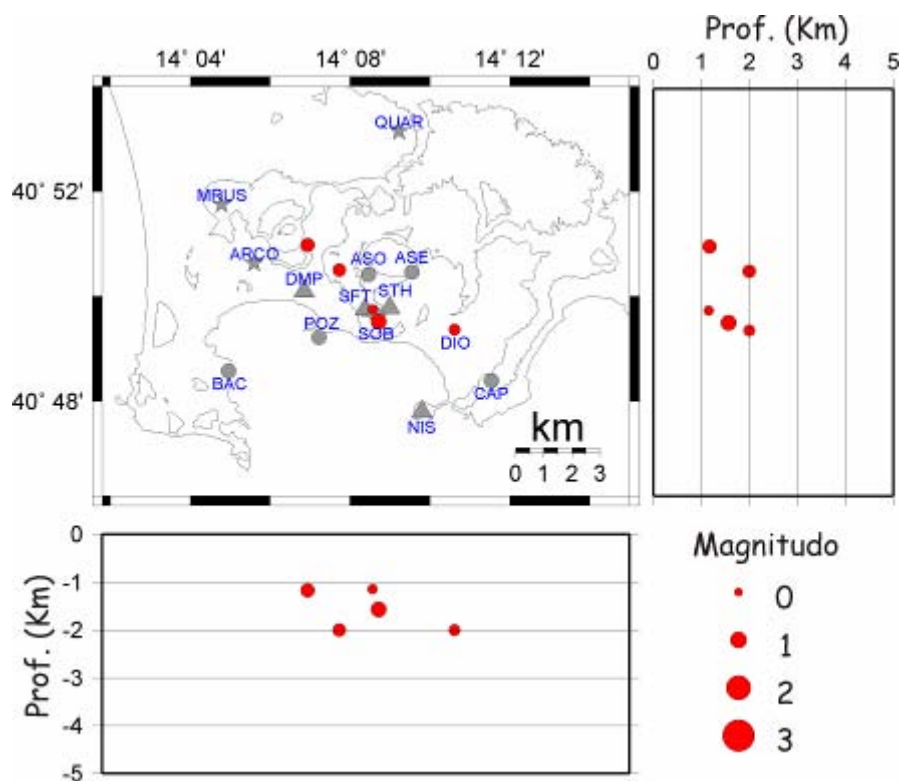 Prof. (Km)
14° 04' 14° 08' 14° 12'
0 1 2 3 4 5
QUAR
40° 52'
MRUS
ARCO
ASO ASE
DMP
SFT STH
POZ
SOB
DIO
BAC
40° 48'
CAP
NIS
km
0 1 2 3
Prof. (Km)
0
-1
-2
-3
-4
-5
Magnitudo
0
1
2
3